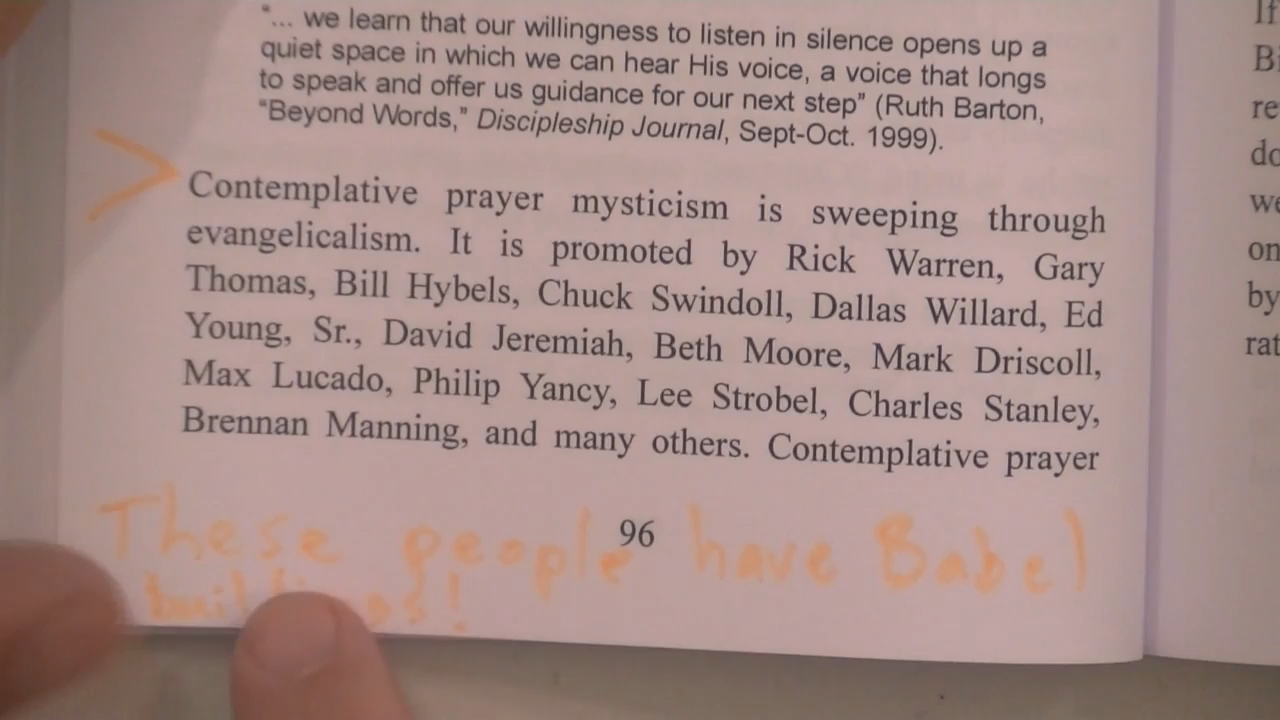 "... we learn that our willingness to listen in silence opens up a
quiet space in which we can hear His voice, a voice that longs
to speak and offer us guidance for our next step" (Ruth Barton,
"Beyond Words," Discipleship Journal, Sept-Oct. 1999).
Contemplative prayer mysticism is sweeping through
evangelicalism. It is promoted by Rick Warren, Gary
Thomas, Bill Hybels, Chuck Swindoll, Dallas Willard, Ed
Young, Sr., David Jeremiah, Beth Moore, Mark Driscoll,
Max Lucado, Philip Yancy, Lee Strobel, Charles Stanley,
Brennan Manning, and many others. Contemplative prayer
96
These people have Babel
If
re
we
on
by
rat